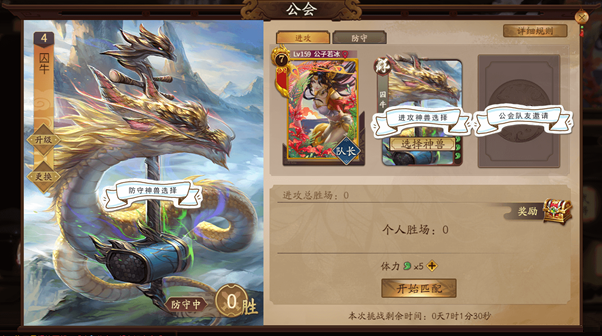 公会
4
囚牛
升级
更换
防守神兽选择
防守中
0胜
进攻
防守
详细规则
Lv159 公子若冰
7
队长
囚牛
进攻神兽选择
选择神兽
公会队友邀请
进攻总胜场：0
奖励
个人胜场：0
体力 x5
开始匹配
本次挑战剩余时间：0天7时1分30秒